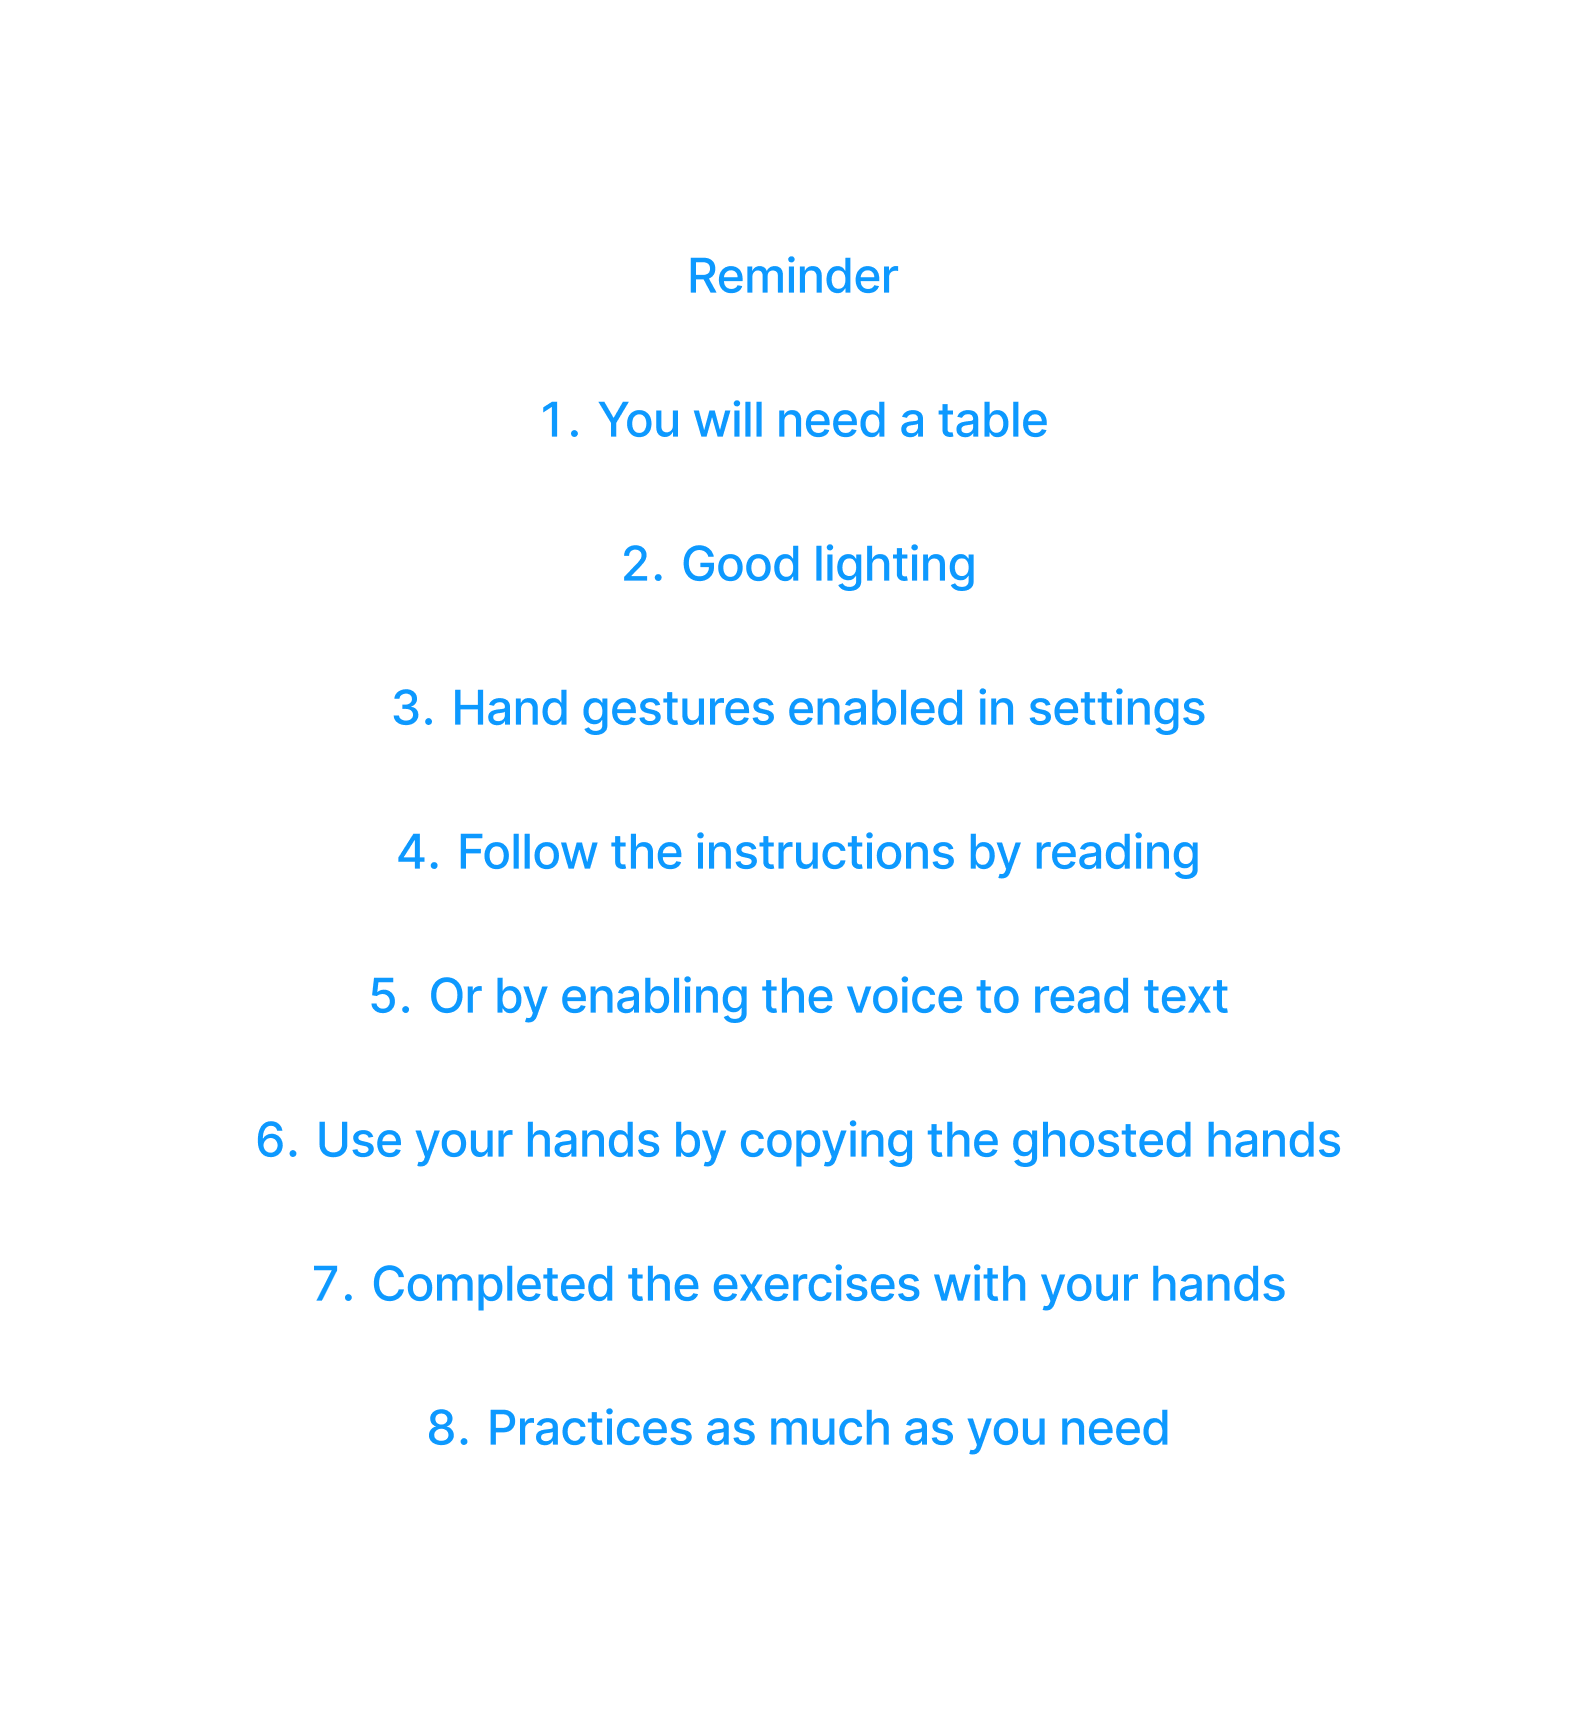 Reminder
1. You will need a table
2. Good lighting
3. Hand gestures enabled in settings
4. Follow the instructions by reading
5. Or by enabling the voice to read text
6. Use your hands by copying the ghosted hands
7. Completed the exercises with your hands
8. Practices as much as you need